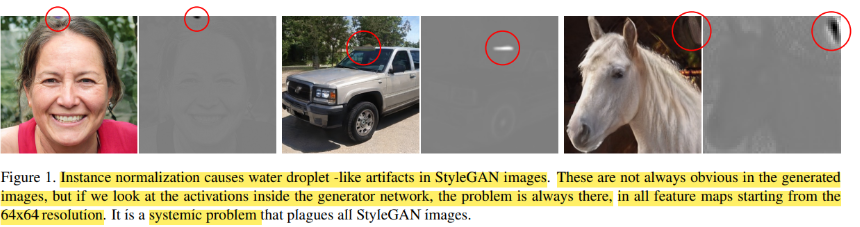 Figure 1. Instance normalization causes water droplet -like artifacts in StyleGAN images. These are not always obvious in the generated
images, but if we look at the activations inside the generator network, the problem is always there, in all feature maps starting from the
64x64 resolution. It is a systemic problem that plagues all StyleGAN images.